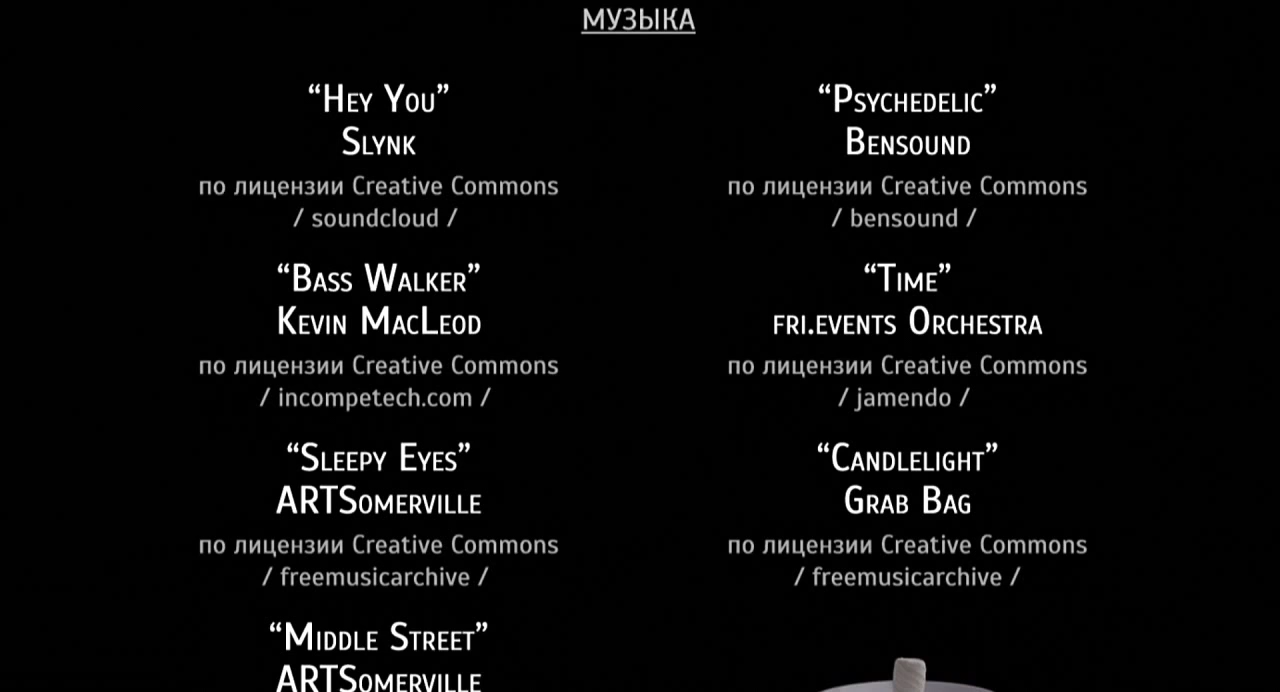 МУЗЫКА
“Hey You”
Slynk
по лицензии Creative Commons
/ soundcloud /
“Psychedelic”
Bensound
по лицензии Creative Commons
/ bensound /
“Bass Walker”
Kevin MacLeod
по лицензии Creative Commons
/ incompetech.com /
“Time”
fri.events Orchestra
по лицензии Creative Commons
/ jamendo /
“Sleepy Eyes”
ARTSomerville
по лицензии Creative Commons
/ freemusicarchive /
“Candlelight”
Grab Bag
по лицензии Creative Commons
/ freemusicarchive /
“Middle Street”
ARTSomerville